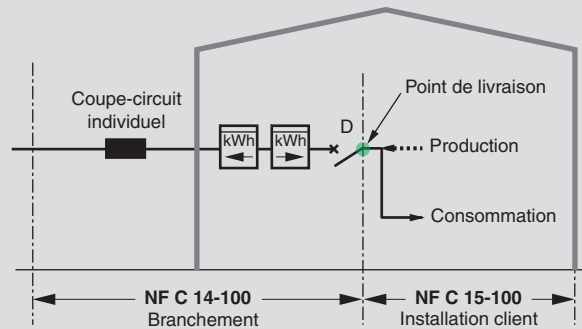 Coupe-circuit
individuel
kWh
kWh
D
Point de livraison
Production
Consommation
NF C 14-100
Branchement
NF C 15-100
Installation client